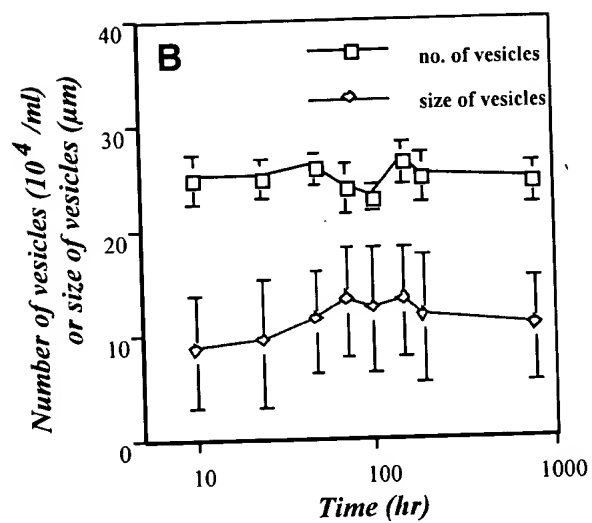 40
B
no. of vesicles
size of vesicles
30
20
10
0
Number of vesicles (10⁴ /ml)
or size of vesicles (μm)
10
100
1000
Time (hr)